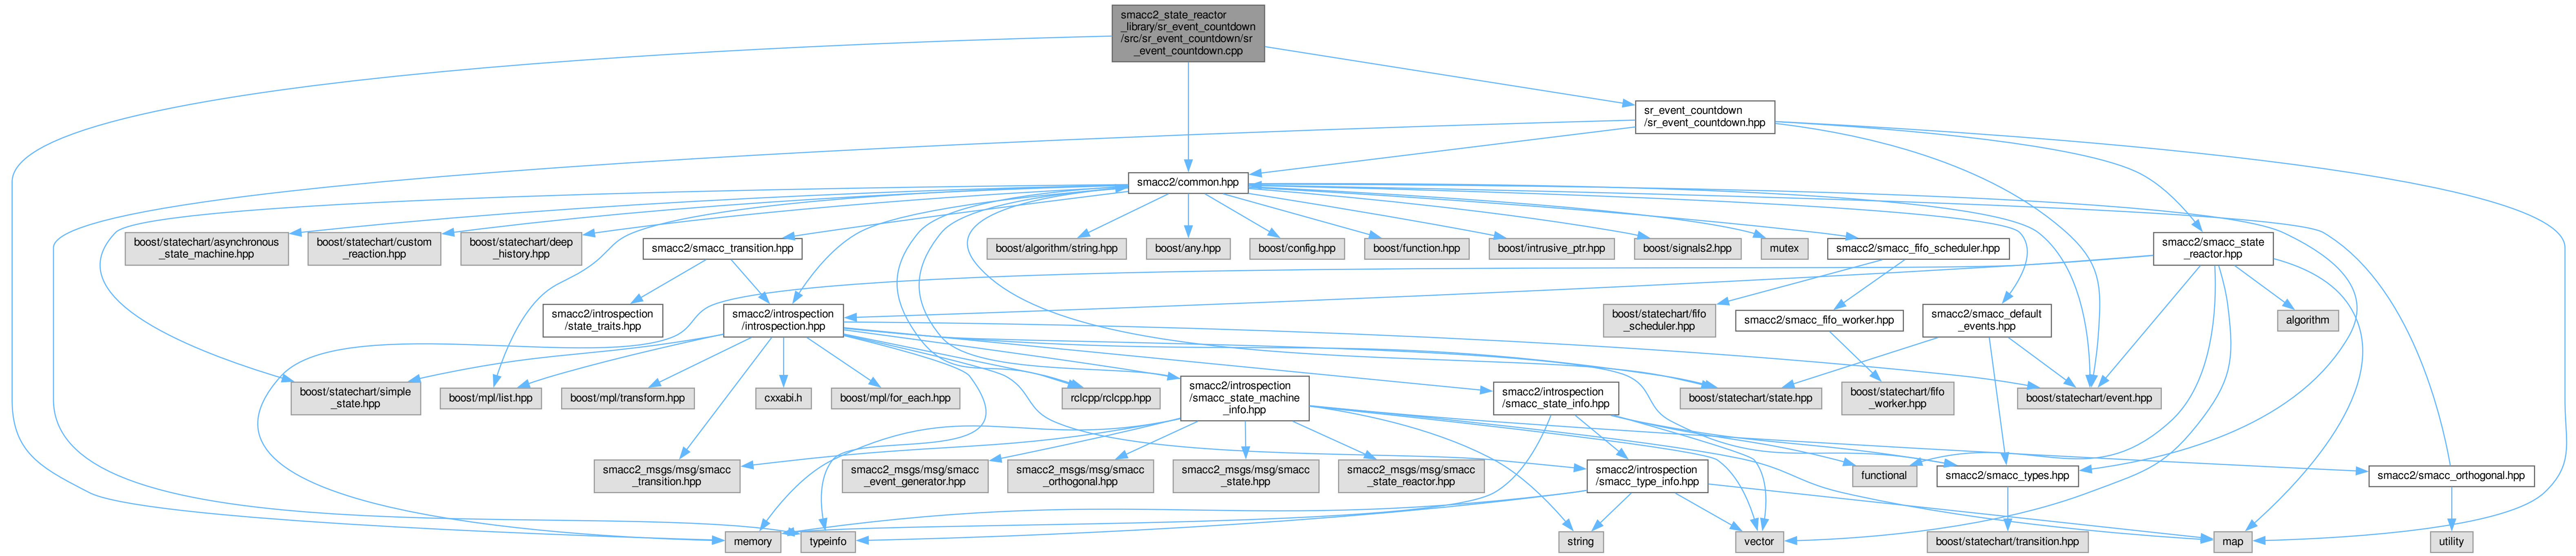 smacc2_state_reactor
_library/sr_event_countdown
/src/sr_event_countdown/sr
_event_countdown.cpp
sr_event_countdown
/sr_event_countdown.hpp
smacc2/common.hpp
boost/statechart/asynchronous
_state_machine.hpp
boost/statechart/custom
_reaction.hpp
boost/statechart/deep
_history.hpp
smacc2/smacc_transition.hpp
boost/algorithm/string.hpp
boost/any.hpp
boost/config.hpp
boost/function.hpp
boost/intrusive_ptr.hpp
boost/signals2.hpp
mutex
smacc2/smacc_fifo_scheduler.hpp
smacc2/smacc_state
_reactor.hpp
smacc2/introspection
/state_traits.hpp
smacc2/introspection
/introspection.hpp
boost/statechart/fifo
_scheduler.hpp
smacc2/smacc_fifo_worker.hpp
smacc2/smacc_default
_events.hpp
algorithm
boost/statechart/simple
_state.hpp
boost/mpl/list.hpp
boost/mpl/transform.hpp
cxxabi.h
boost/mpl/for_each.hpp
rclcpp/rclcpp.hpp
smacc2/introspection
/smacc_state_machine
_info.hpp
smacc2/introspection
/smacc_state_info.hpp
boost/statechart/state.hpp
boost/statechart/fifo
_worker.hpp
boost/statechart/event.hpp
smacc2_msgs/msg/smacc
_transition.hpp
smacc2_msgs/msg/smacc
_event_generator.hpp
smacc2_msgs/msg/smacc
_orthogonal.hpp
smacc2_msgs/msg/smacc
_state.hpp
smacc2_msgs/msg/smacc
_state_reactor.hpp
smacc2/introspection
/smacc_type_info.hpp
functional
smacc2/smacc_types.hpp
smacc2/smacc_orthogonal.hpp
memory
typeinfo
string
vector
boost/statechart/transition.hpp
map
utility